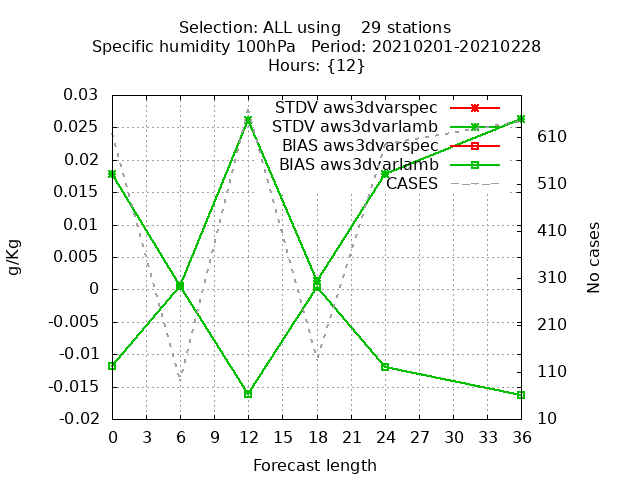 Selection: ALL using    29 stations
Specific humidity 100hPa   Period: 20210201-20210228
Hours: {12}
STDV aws3dvarspec
STDV aws3dvarlamb
BIAS aws3dvarspec
BIAS aws3dvarlamb
CASES
0.03
0.025
0.02
0.015
0.01
0.005
0
-0.005
-0.01
-0.015
-0.02
g/Kg
610
510
410
310
210
110
10
No cases
0 3 6 9 12 15 18 21 24 27 30 33 36
Forecast length